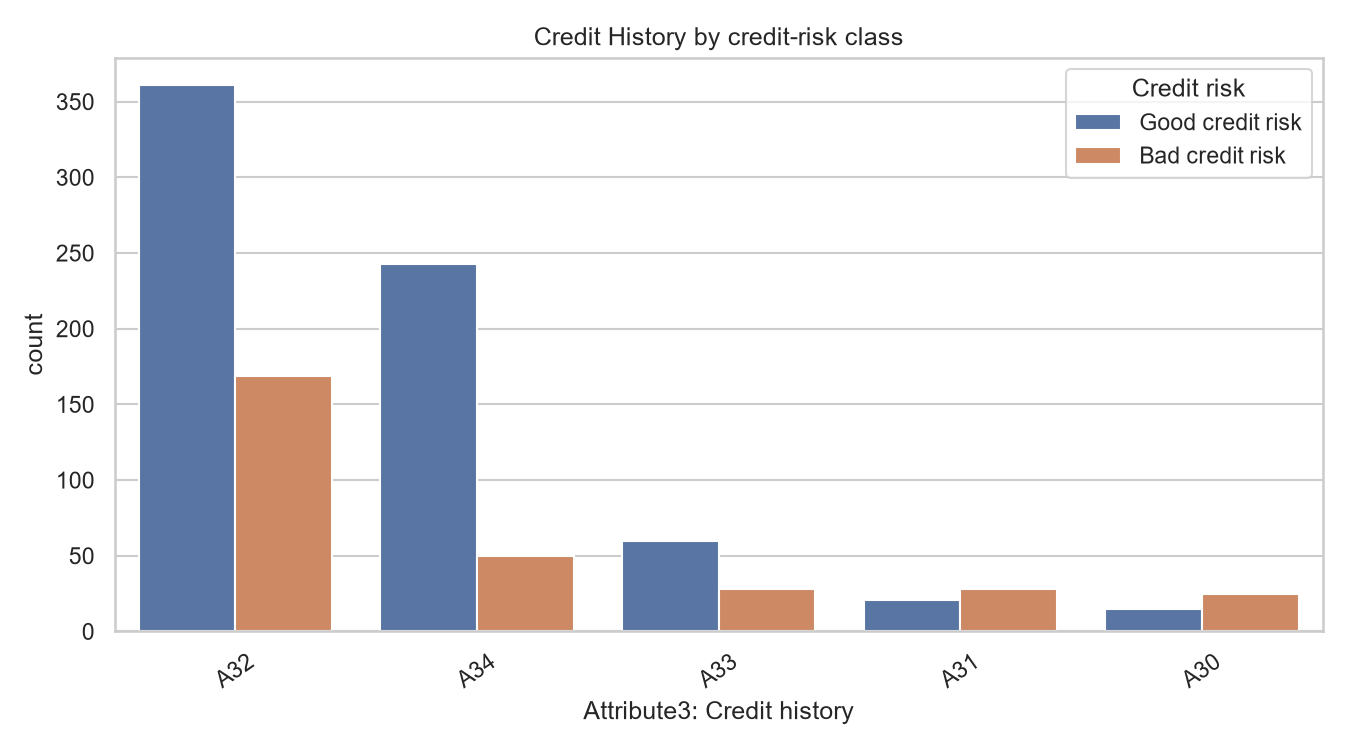 Credit History by credit-risk class
Credit risk
Good credit risk
Bad credit risk
count
350
300
250
200
150
100
50
0
A32
A34
A33
A31
A30
Attribute3: Credit history